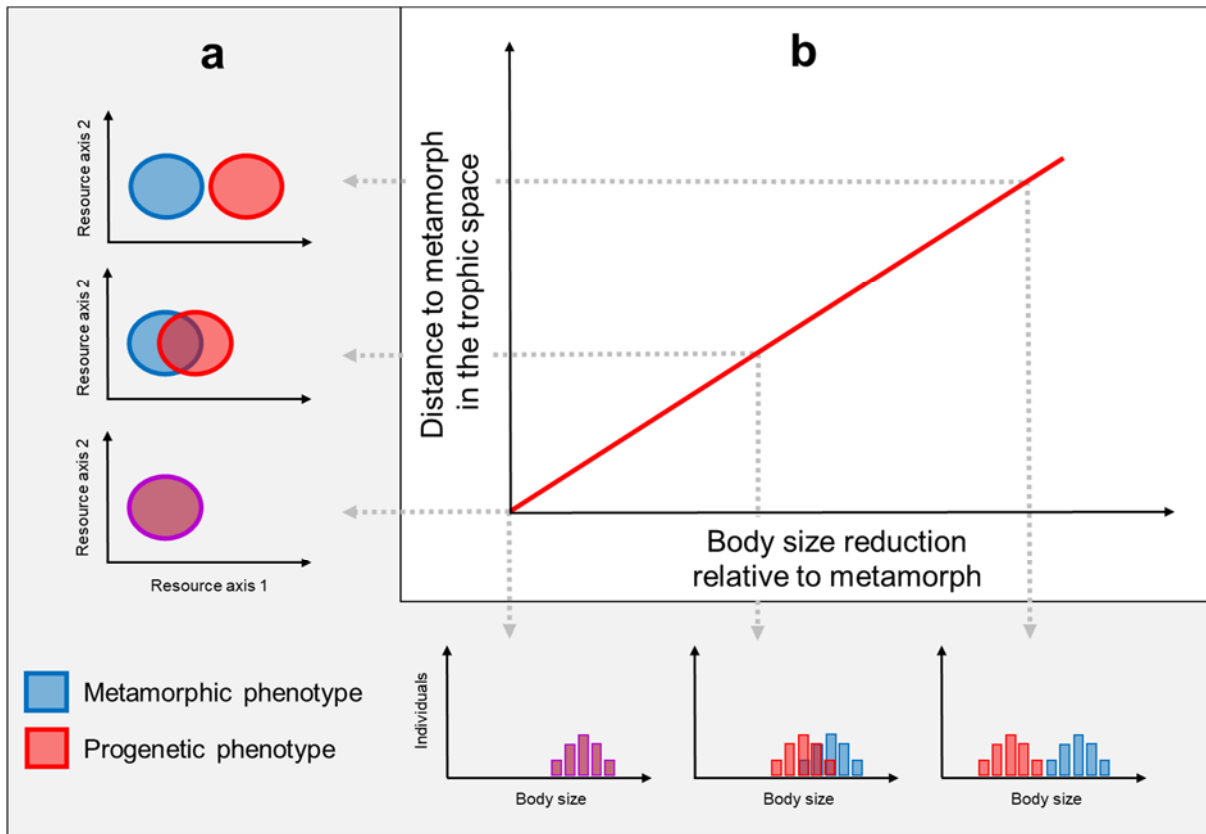 a
b
Resource axis 2
Resource axis 2
Resource axis 2
Resource axis 1
Distance to metamorph
in the trophic space
Body size reduction
relative to metamorph
Metamorphic phenotype
Progenetic phenotype
Individuals
Body size
Body size
Body size